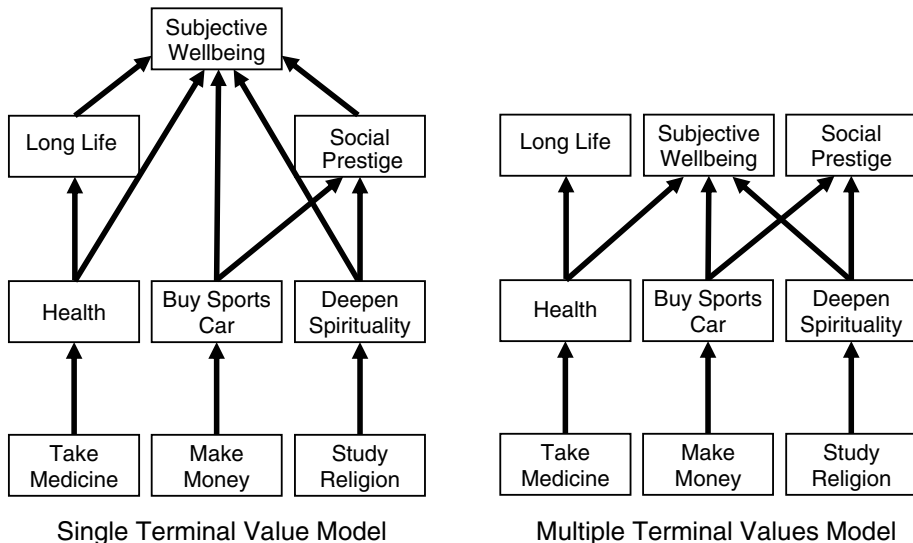 Subjective
Wellbeing
Long Life
Social
Prestige
Health
Buy Sports
Car
Deepen
Spirituality
Take
Medicine
Make
Money
Study
Religion
Single Terminal Value Model
Long Life
Subjective
Wellbeing
Social
Prestige
Health
Buy Sports
Car
Deepen
Spirituality
Take
Medicine
Make
Money
Study
Religion
Multiple Terminal Values Model